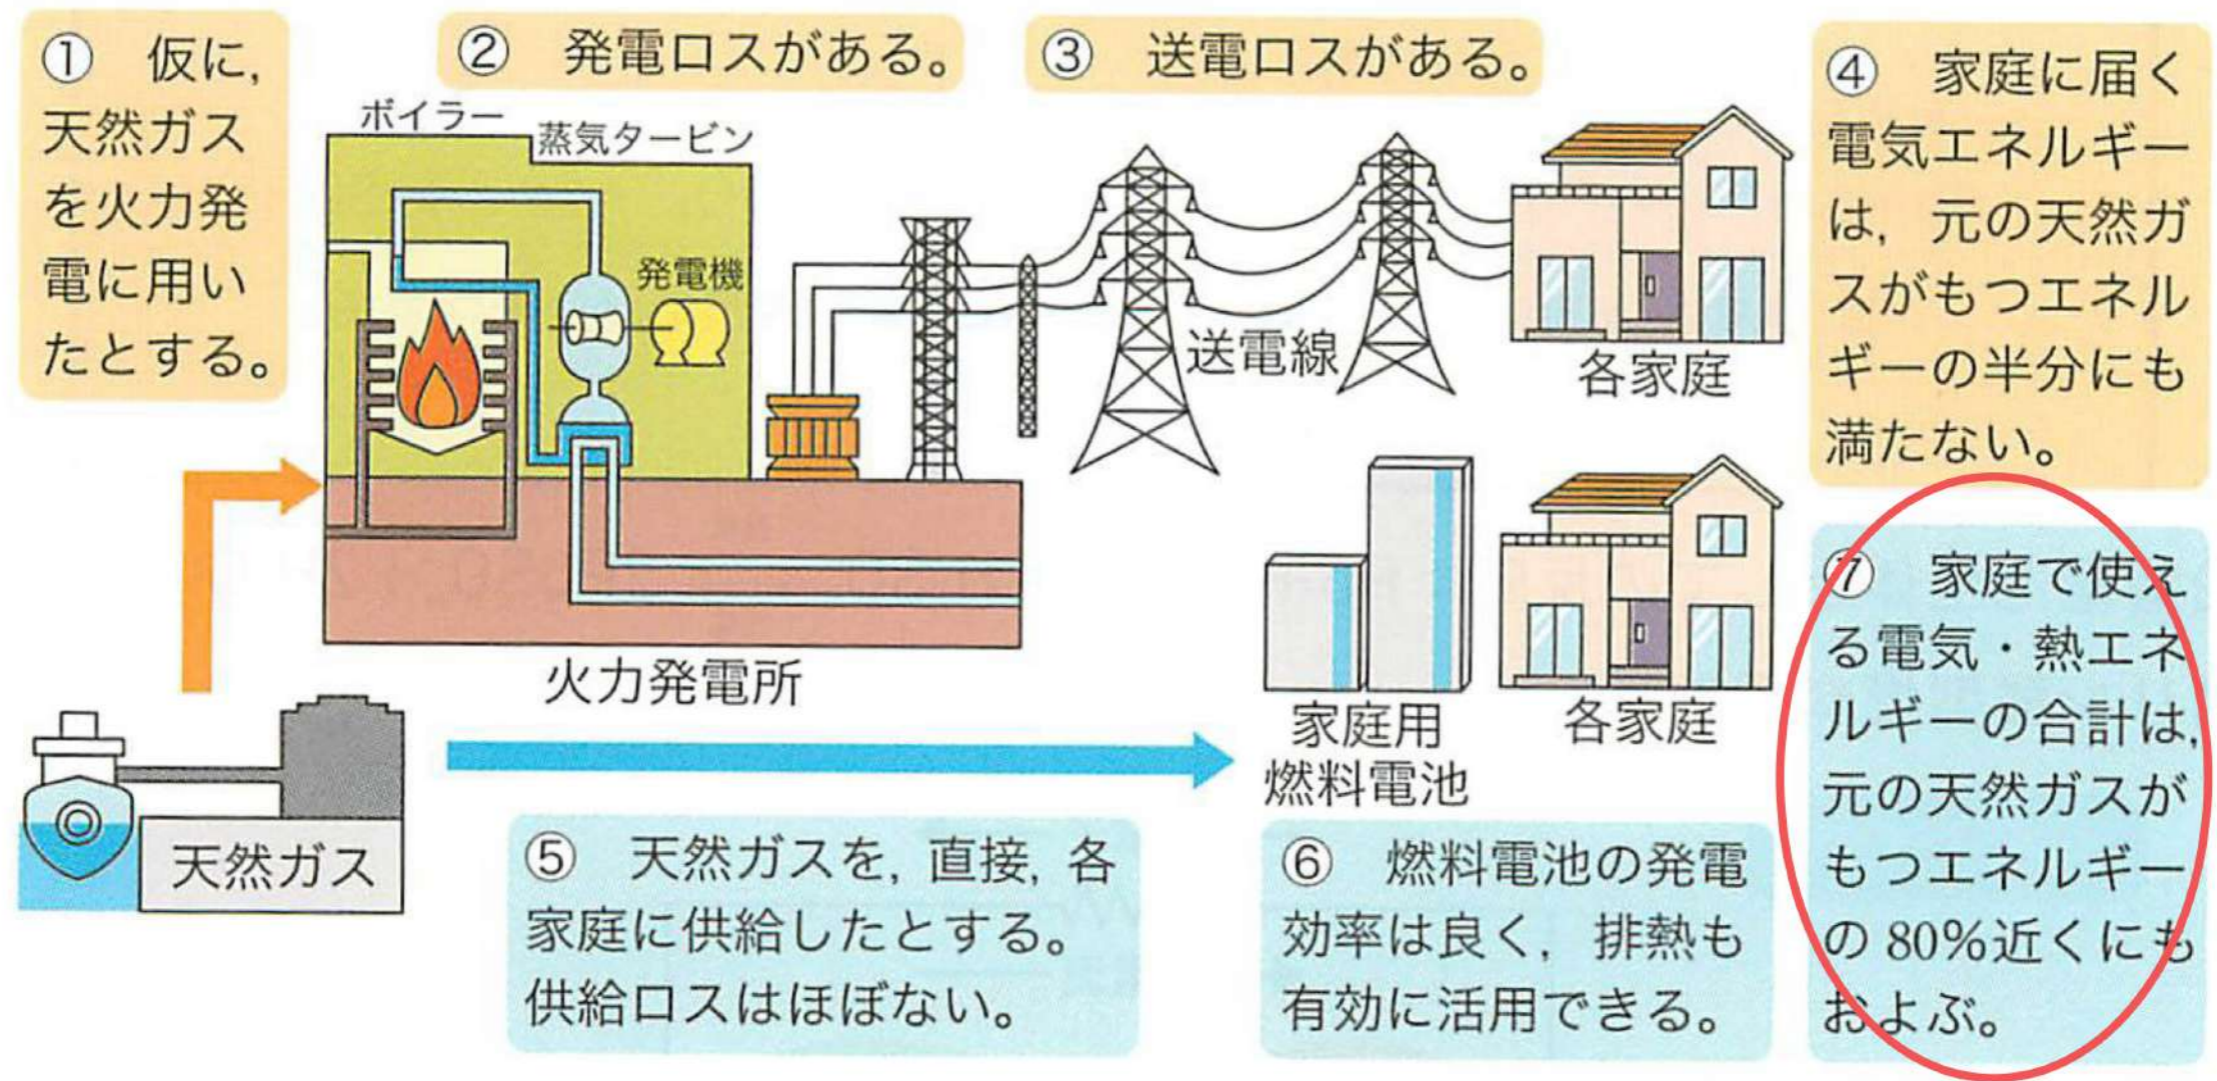 ① 仮に,
天然ガス
を火力発
電に用い
たとする。
② 発電ロスがある。
③ 送電ロスがある。
ボイラー
蒸気タービン
発電機
送電線
各家庭
④ 家庭に届く
電気エネルギー
は，元の天然ガ
スがもつエネル
ギーの半分にも
満たない。
火力発電所
天然ガス
⑤ 天然ガスを，直接，各
家庭に供給したとする。
供給ロスはほぼない。
家庭用
燃料電池
各家庭
⑥ 燃料電池の発電
効率は良く，排熱も
有効に活用できる。
⑦ 家庭で使え
る電気・熱エネ
ルギーの合計は，
元の天然ガスが
もつエネルギー
の80%近くにも
およぶ。